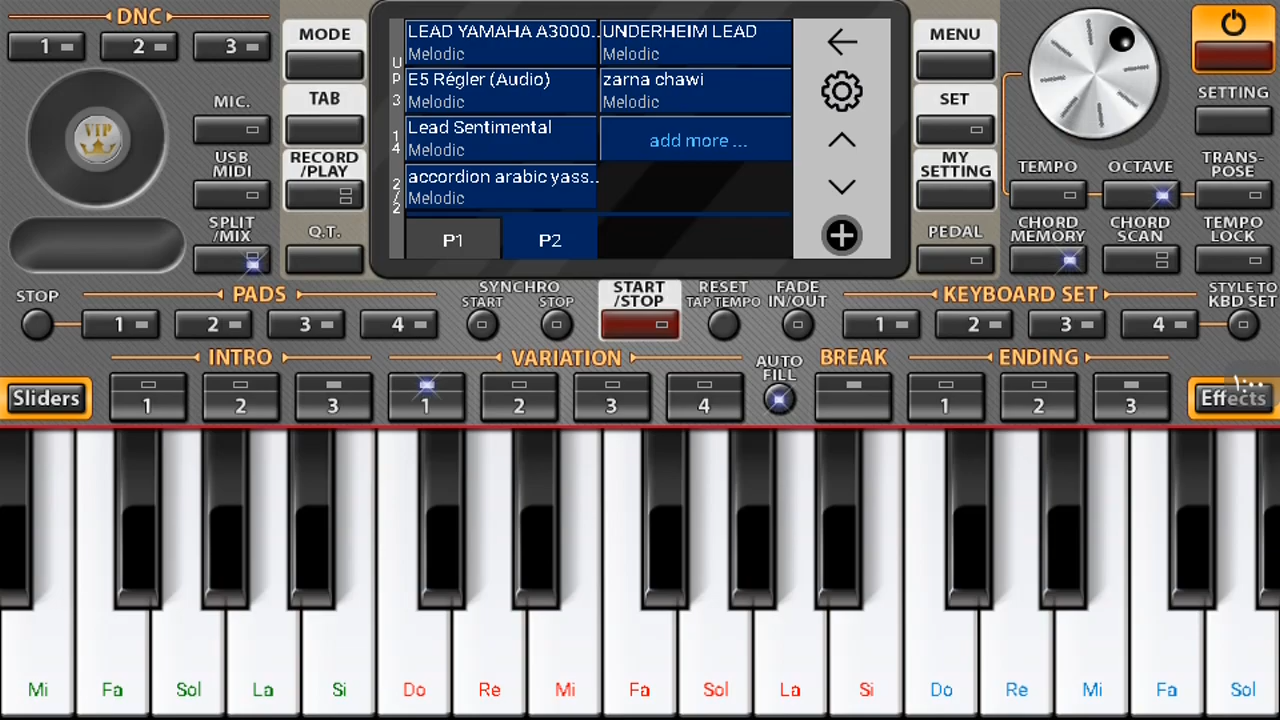 DNC
1 2 3
MODE
MENU
TAB
MIC.
SET
SETTING
VIP
USB
MIDI
RECORD
/PLAY
MY
SETTING
TEMPO
OCTAVE
TRANS-
POSE
SPLIT
/MIX
Q.T.
PEDAL
CHORD
MEMORY
CHORD
SCAN
TEMPO
LOCK
U
P
3
1
4
2
/
2
LEAD YAMAHA A3000..
Melodic
UNDERHEIM LEAD
Melodic
E5 Régler (Audio)
Melodic
zarna chawi
Melodic
Lead Sentimental
Melodic
add more ...
accordion arabic yass..
Melodic
P1 P2
STOP
PADS
1 2 3 4
SYNCHRO
START STOP
START
/STOP
RESET
TAP TEMPO
FADE
IN/OUT
KEYBOARD SET
1 2 3 4
STYLE TO
KBD SET
INTRO
1 2 3
VARIATION
1 2 3 4
AUTO
FILL
BREAK
ENDING
1 2 3
Sliders
Effects
Mi Fa Sol La Si Do Re Mi Fa Sol La Si Do Re Mi Fa Sol